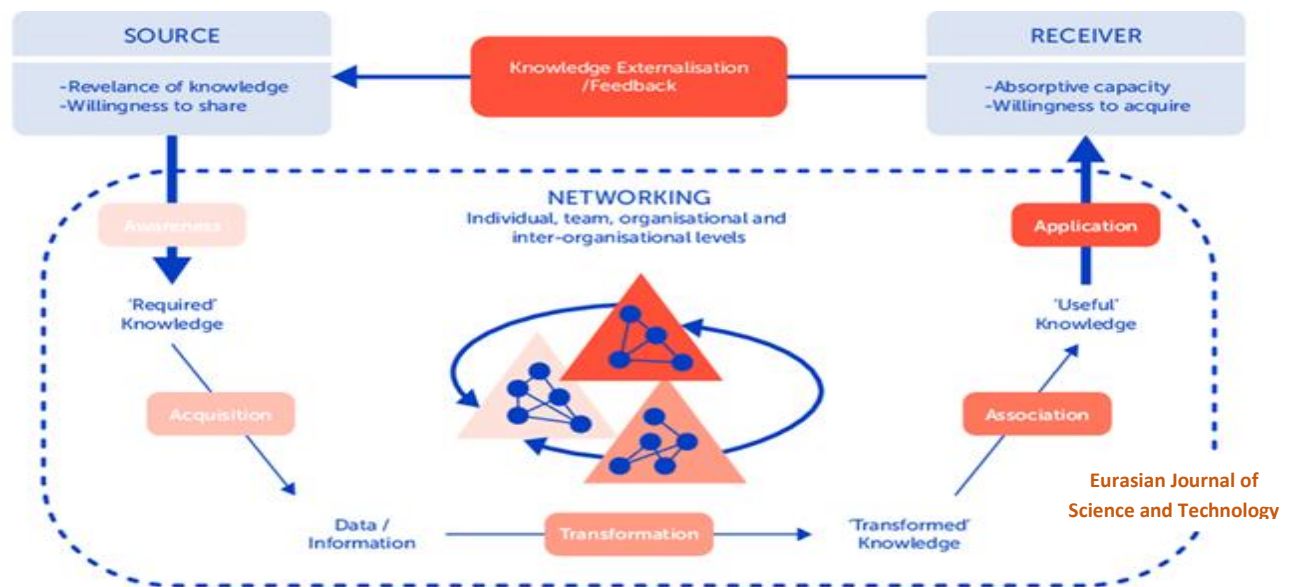 SOURCE
-Revelance of knowledge
-Willingness to share
Knowledge Externalisation
/Feedback
RECEIVER
-Absorptive capacity
-Willingness to acquire
NETWORKING
Individual, team, organisational and
inter-organisational levels
Awareness
Application
'Required'
Knowledge
'Useful'
Knowledge
Acquisition
Association
Data /
Information
Transformation
'Transformed'
Knowledge
Eurasian Journal of
Science and Technology